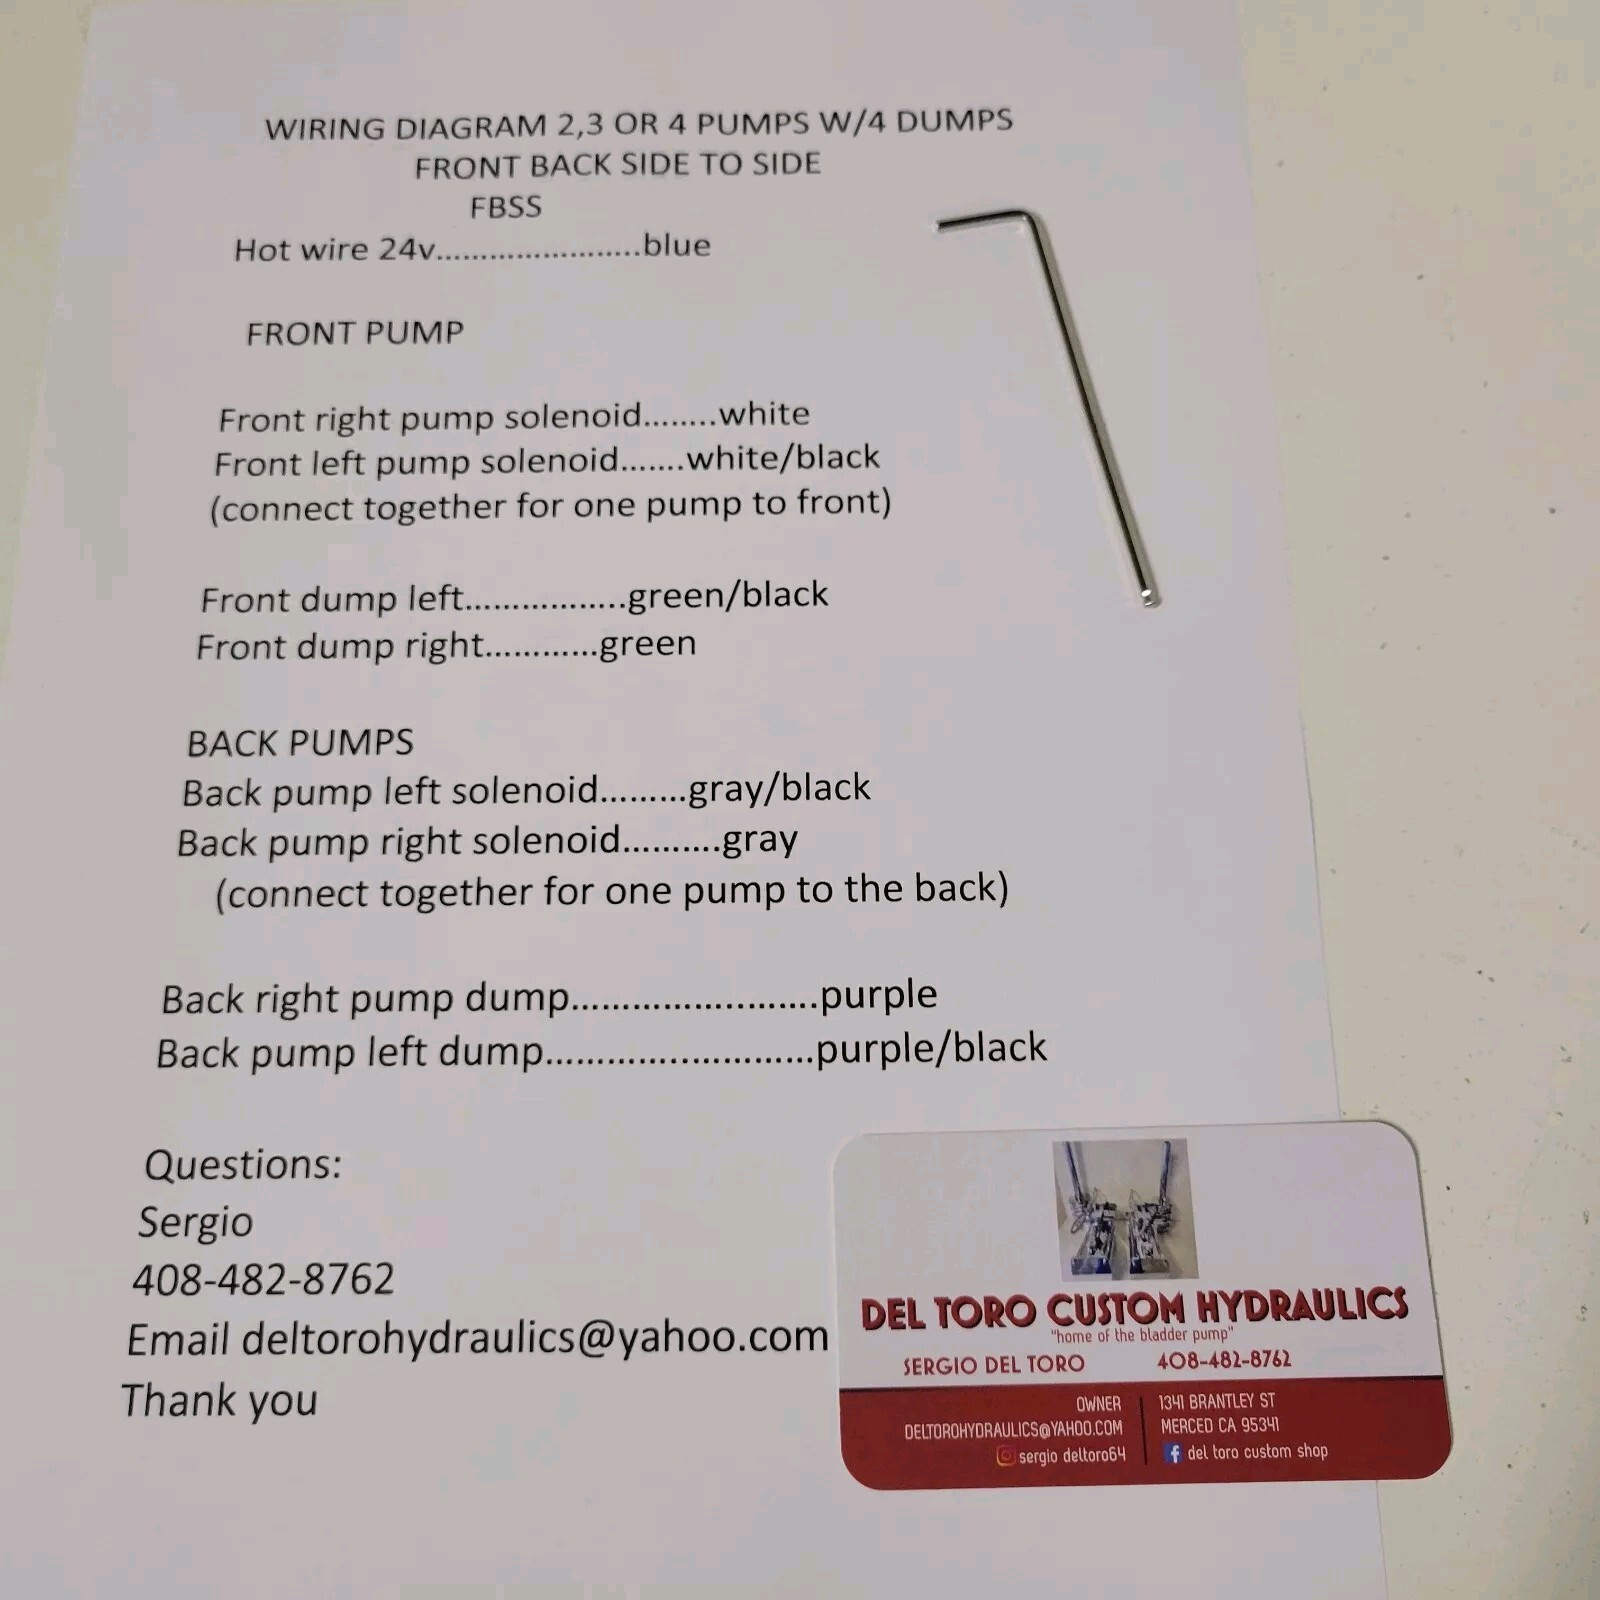 WIRING DIAGRAM 2,3 OR 4 PUMPS W/4 DUMPS
FRONT BACK SIDE TO SIDE
FBSS
Hot wire 24v.......................blue
FRONT PUMP
Front right pump solenoid........white
Front left pump solenoid.......white/black
(connect together for one pump to front)
Front dump left.................green/black
Front dump right............green
BACK PUMPS
Back pump left solenoid.........gray/black
Back pump right solenoid..........gray
(connect together for one pump to the back)
Back right pump dump........................purple
Back pump left dump..........................purple/black
Questions:
Sergio
408-482-8762
Email deltorohydraulics@yahoo.com
Thank you
DEL TORO CUSTOM HYDRAULICS
"home of the bladder pump"
SERGIO DEL TORO 408-482-8762
OWNER
DELTOROHYDRAULICS@YAHOO.COM
sergio deltoro64
1341 BRANTLEY ST
MERCED CA 95341
del toro custom shop